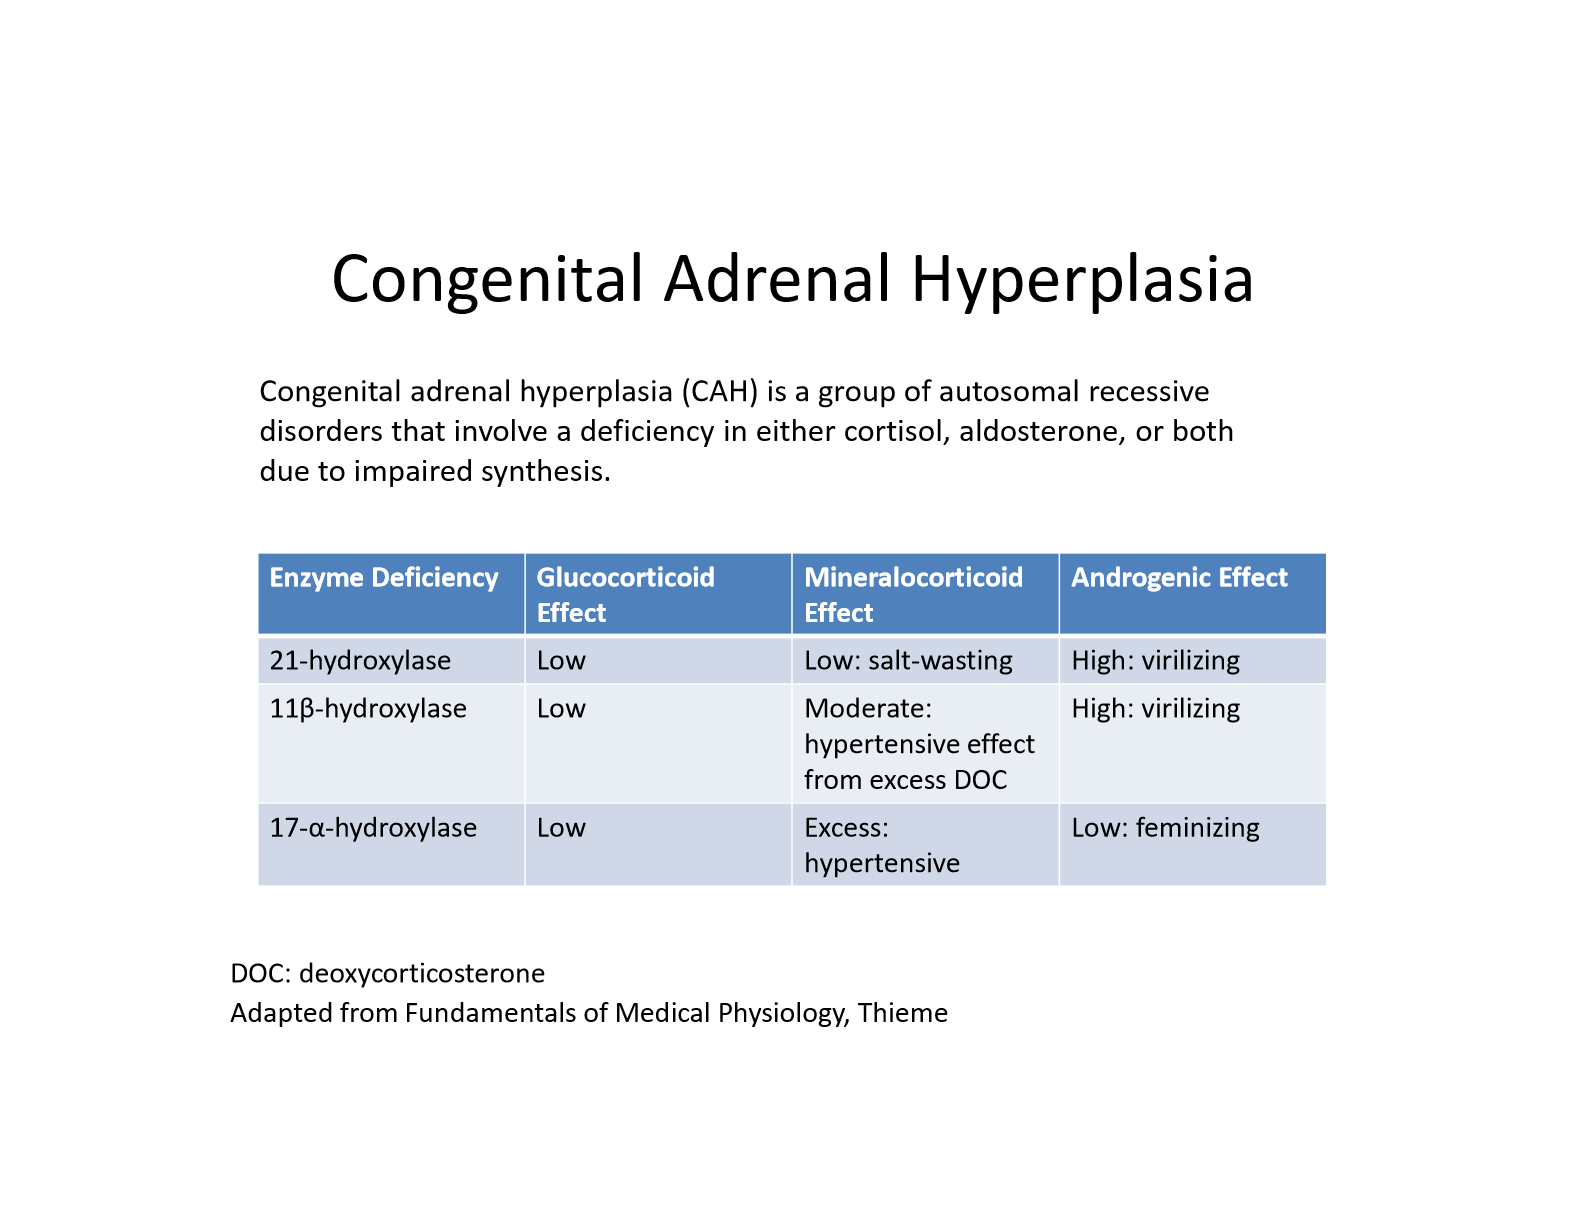 Congenital Adrenal Hyperplasia
Congenital adrenal hyperplasia (CAH) is a group of autosomal recessive
disorders that involve a deficiency in either cortisol, aldosterone, or both
due to impaired synthesis.
Enzyme Deficiency Glucocorticoid Effect Mineralocorticoid Effect Androgenic Effect
21-hydroxylase Low Low: salt-wasting High: virilizing
11β-hydroxylase Low Moderate: hypertensive effect from excess DOC High: virilizing
17-α-hydroxylase Low Excess: hypertensive Low: feminizing
DOC: deoxycorticosterone
Adapted from Fundamentals of Medical Physiology, Thieme